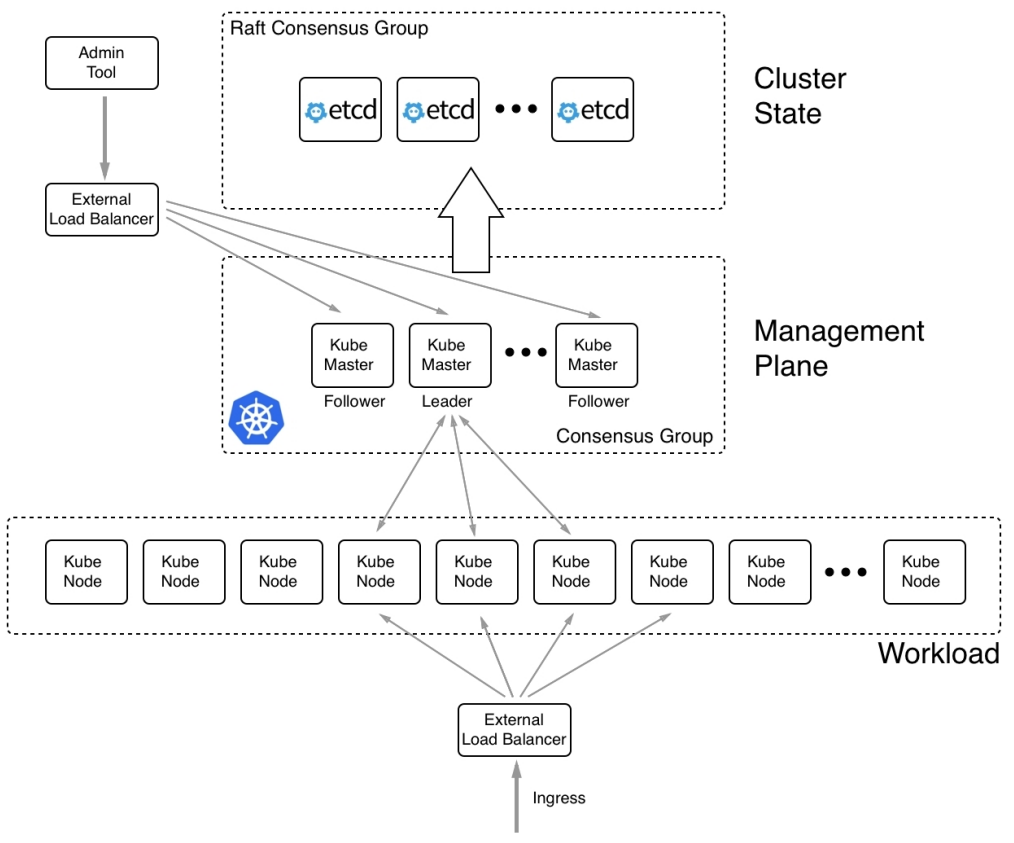 Raft Consensus Group
Admin
Tool
etcd
etcd
etcd
Cluster
State
External
Load Balancer
Kube
Master
Kube
Master
Kube
Master
Follower
Leader
Follower
Consensus Group
Management
Plane
Kube
Node
Kube
Node
Kube
Node
Kube
Node
Kube
Node
Kube
Node
Kube
Node
Kube
Node
Kube
Node
Workload
External
Load Balancer
Ingress